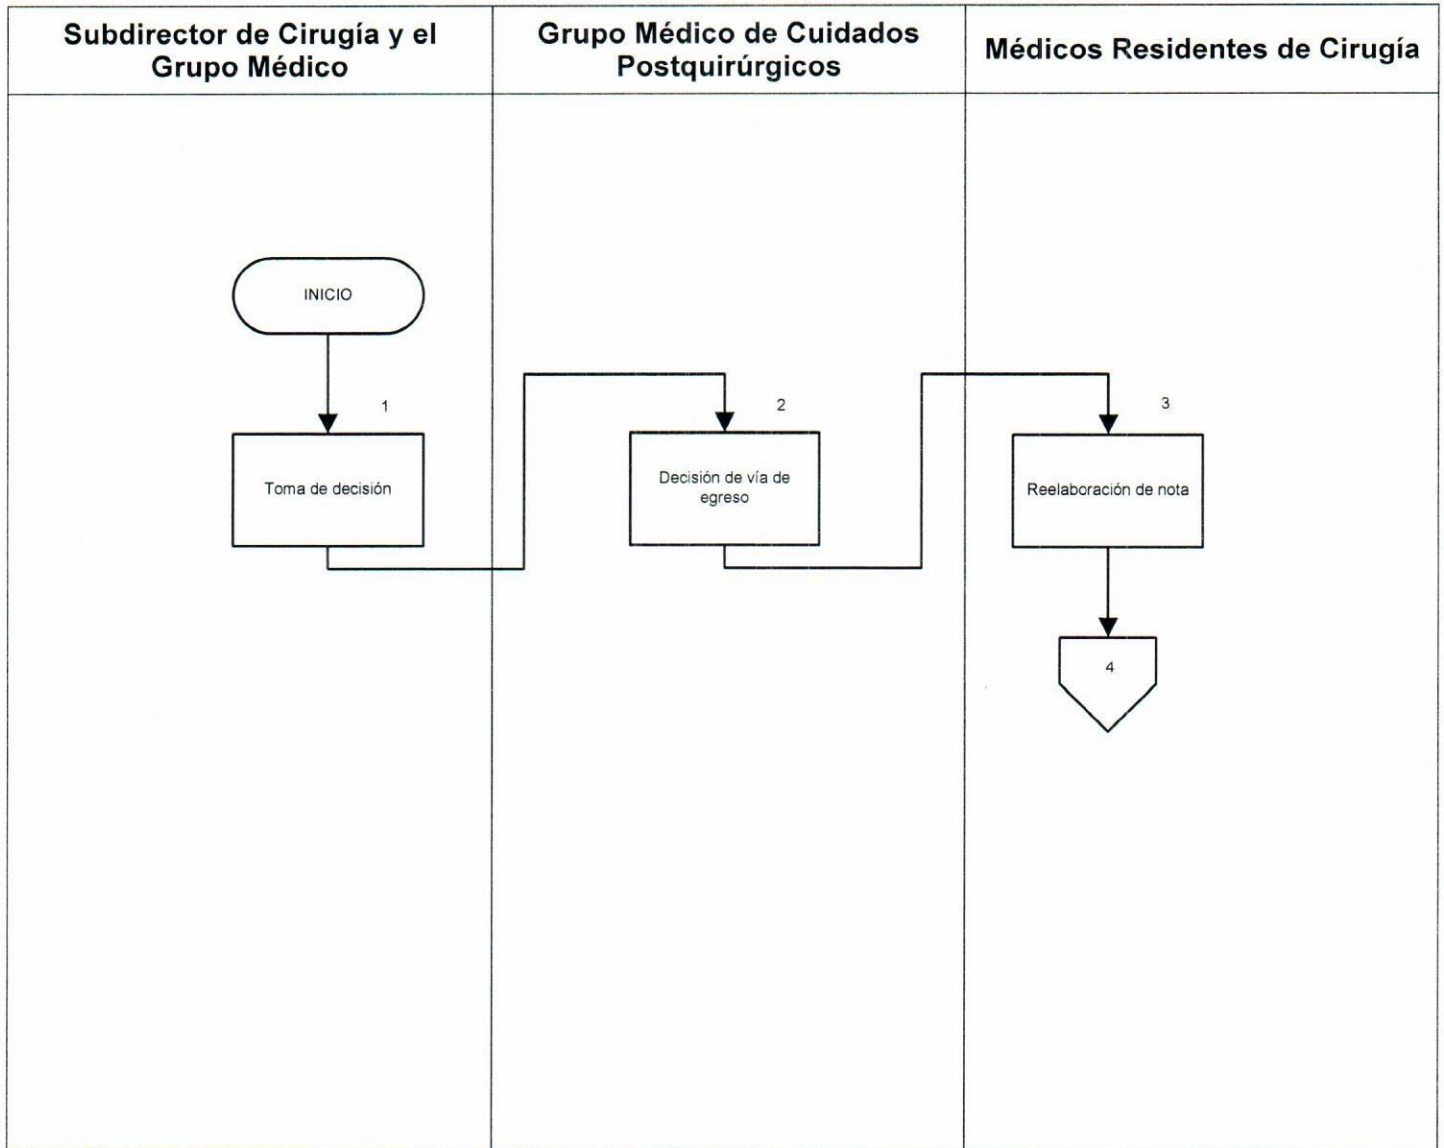 Subdirector de Cirugía y el
Grupo Médico
Grupo Médico de Cuidados
Postquirúrgicos
Médicos Residentes de Cirugía
INICIO
1
Toma de decisión
2
Decisión de vía de
egreso
3
Reelaboración de nota
4